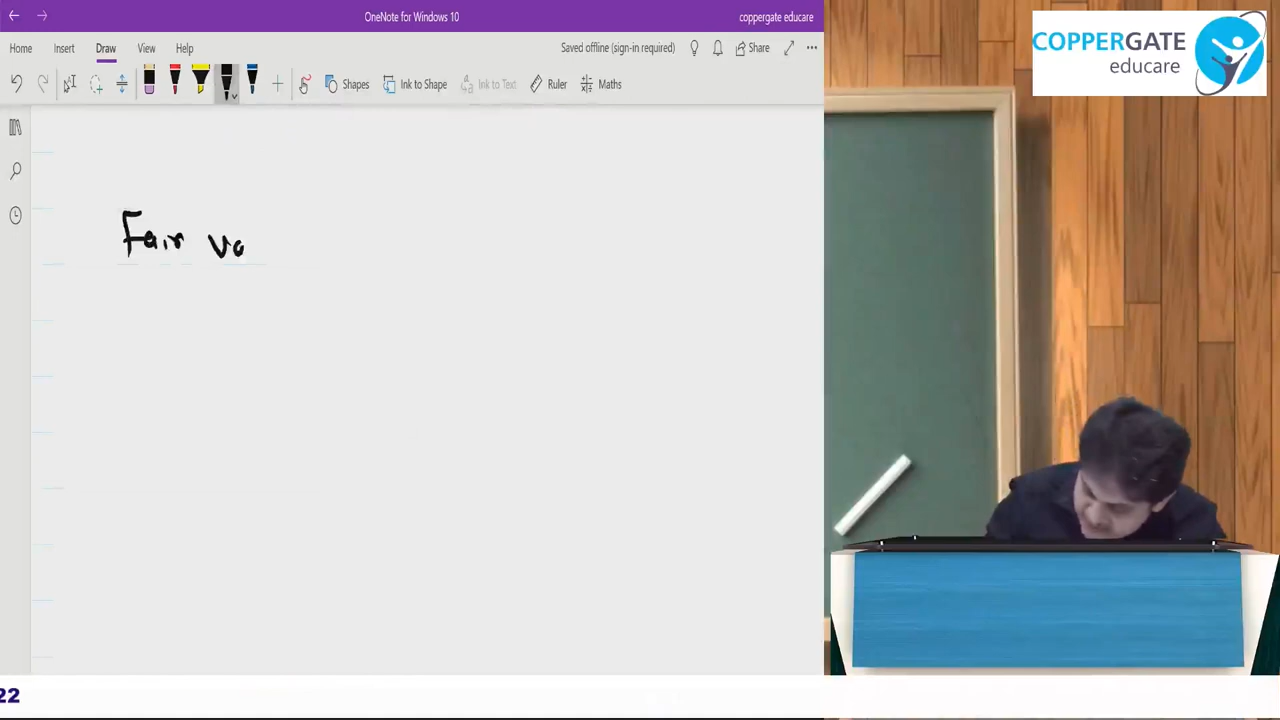 OneNote for Windows 10
coppergate educare
Home Insert Draw View Help
Saved offline (sign-in required) Share
Shapes Ink to Shape Ink to Text Ruler Maths
COPPERGATE
educare
Fair va
22